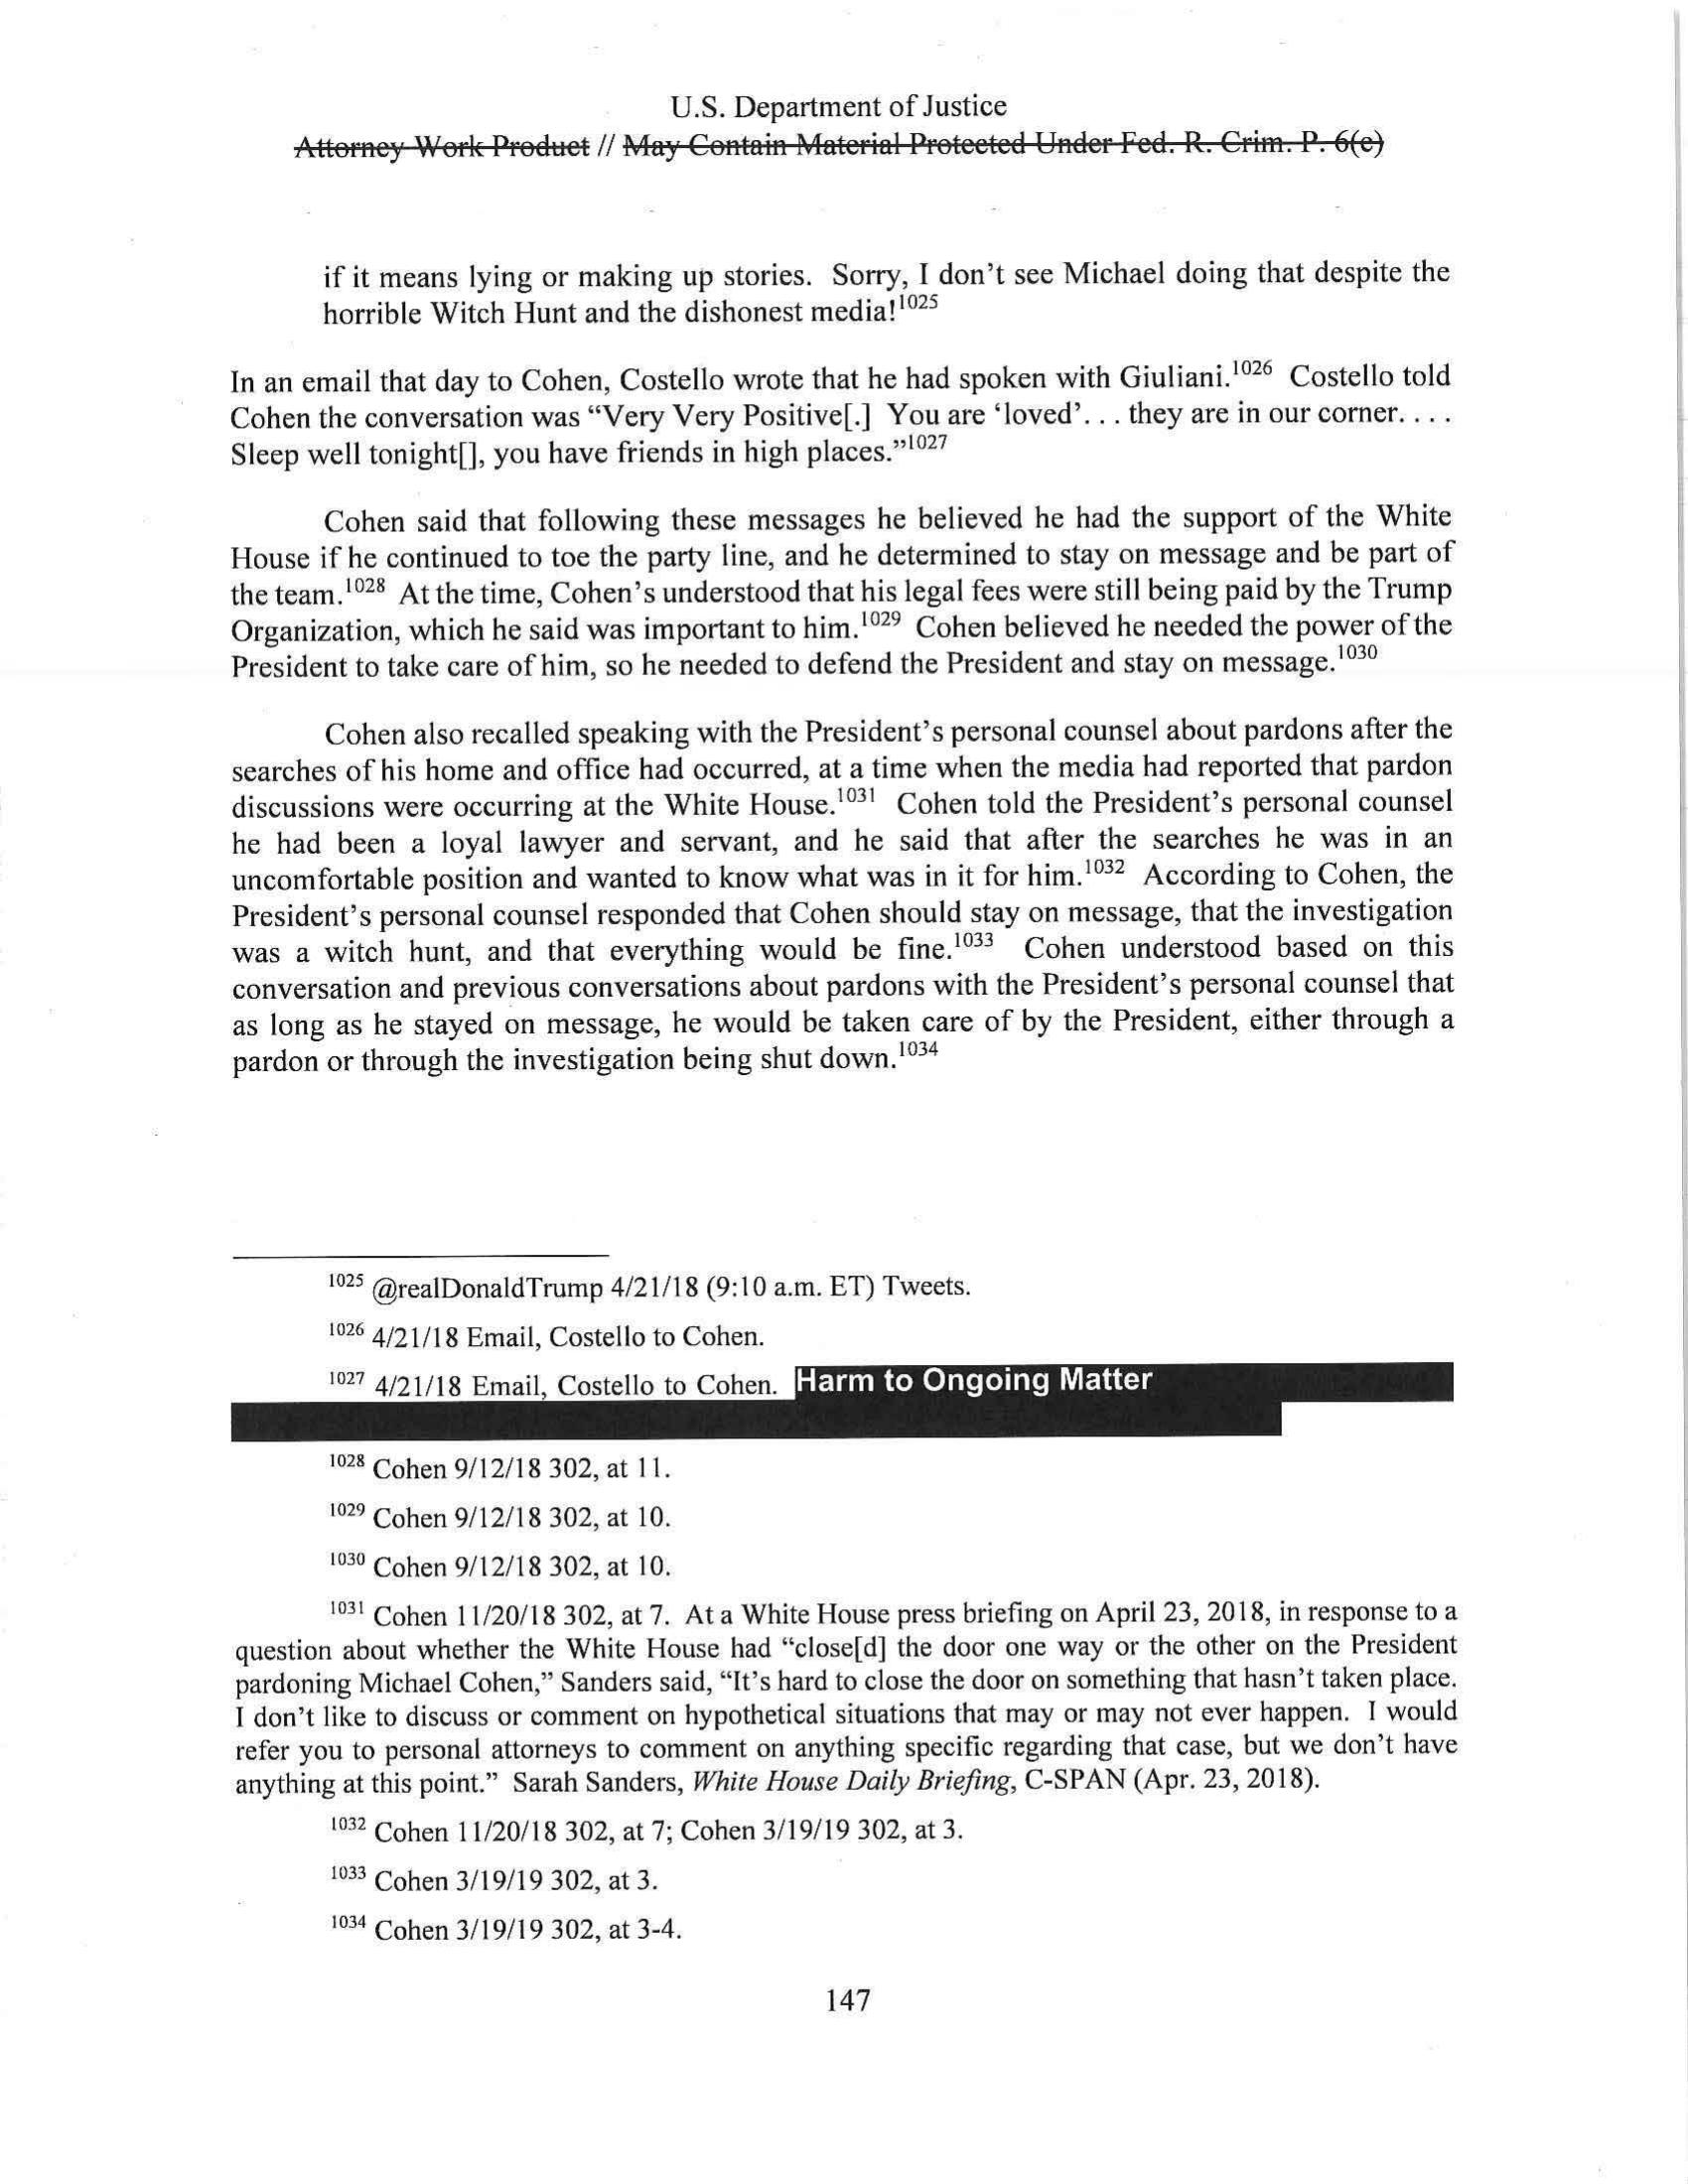 U.S. Department of Justice
Attorney Work Product // May Contain Material Protected Under Fed. R. Crim. P. 6(e)
if it means lying or making up stories. Sorry, I don't see Michael doing that despite the
horrible Witch Hunt and the dishonest media!1025
In an email that day to Cohen, Costello wrote that he had spoken with Giuliani.1026 Costello told
Cohen the conversation was “Very Very Positive[.] You are ‘loved’. . . they are in our corner. . . .
Sleep well tonight[], you have friends in high places.”1027
Cohen said that following these messages he believed he had the support of the White
House if he continued to toe the party line, and he determined to stay on message and be part of
the team.1028 At the time, Cohen's understood that his legal fees were still being paid by the Trump
Organization, which he said was important to him.1029 Cohen believed he needed the power of the
President to take care of him, so he needed to defend the President and stay on message.1030
Cohen also recalled speaking with the President's personal counsel about pardons after the
searches of his home and office had occurred, at a time when the media had reported that pardon
discussions were occurring at the White House.1031 Cohen told the President's personal counsel
he had been a loyal lawyer and servant, and he said that after the searches he was in an
uncomfortable position and wanted to know what was in it for him.1032 According to Cohen, the
President's personal counsel responded that Cohen should stay on message, that the investigation
was a witch hunt, and that everything would be fine.1033 Cohen understood based on this
conversation and previous conversations about pardons with the President's personal counsel that
as long as he stayed on message, he would be taken care of by the President, either through a
pardon or through the investigation being shut down.1034
1025 @realDonaldTrump 4/21/18 (9:10 a.m. ET) Tweets.
1026 4/21/18 Email, Costello to Cohen.
1027 4/21/18 Email, Costello to Cohen. Harm to Ongoing Matter
1028 Cohen 9/12/18 302, at 11.
1029 Cohen 9/12/18 302, at 10.
1030 Cohen 9/12/18 302, at 10.
1031 Cohen 11/20/18 302, at 7. At a White House press briefing on April 23, 2018, in response to a
question about whether the White House had “close[d] the door one way or the other on the President
pardoning Michael Cohen,” Sanders said, “It's hard to close the door on something that hasn't taken place.
I don't like to discuss or comment on hypothetical situations that may or may not ever happen. I would
refer you to personal attorneys to comment on anything specific regarding that case, but we don't have
anything at this point.” Sarah Sanders, White House Daily Briefing, C-SPAN (Apr. 23, 2018).
1032 Cohen 11/20/18 302, at 7; Cohen 3/19/19 302, at 3.
1033 Cohen 3/19/19 302, at 3.
1034 Cohen 3/19/19 302, at 3-4.
147